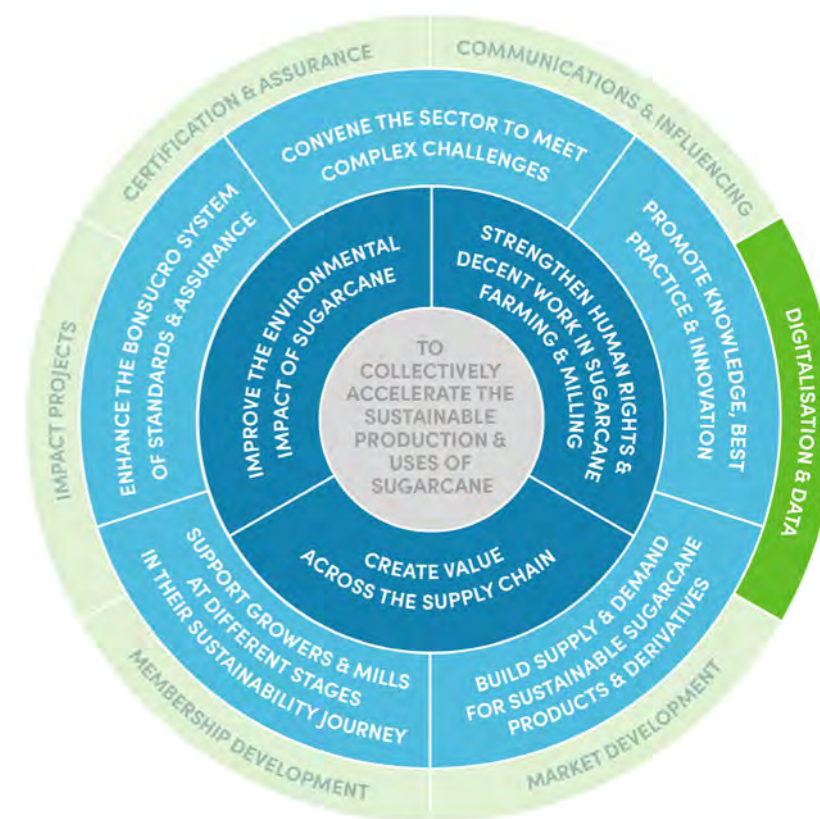 CERTIFICATION & ASSURANCE
COMMUNICATIONS & INFLUENCING
DIGITALISATION & DATA
MARKET DEVELOPMENT
MEMBERSHIP DEVELOPMENT
IMPACT PROJECTS
CONVENE THE SECTOR TO MEET
COMPLEX CHALLENGES
PROMOTE KNOWLEDGE, BEST
PRACTICE & INNOVATION
BUILD SUPPLY & DEMAND
FOR SUSTAINABLE SUGARCANE
PRODUCTS & DERIVATIVES
SUPPORT GROWERS & MILLS
AT DIFFERENT STAGES
IN THEIR SUSTAINABILITY JOURNEY
ENHANCE THE BONSUCRO SYSTEM
OF STANDARDS & ASSURANCE
IMPROVE THE ENVIRONMENTAL
IMPACT OF SUGARCANE
STRENGTHEN HUMAN RIGHTS &
DECENT WORK IN SUGARCANE
FARMING & MILLING
CREATE VALUE
ACROSS THE SUPPLY CHAIN
TO
COLLECTIVELY
ACCELERATE THE
SUSTAINABLE
PRODUCTION &
USES OF
SUGARCANE